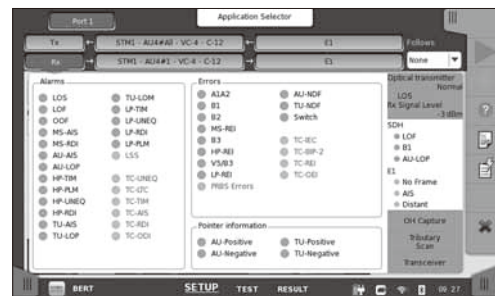 Port 1
Application Selector
Tx
STM1 - AU4#All - VC-4 - C-12
E1
Follows
Rx
STM1 - AU4#1 - VC-4 - C-12
E1
None
Alarms
LOS
LOF
OOF
MS-AIS
MS-RDI
AU-AIS
AU-LOP
HP-TIM
HP-PLM
HP-UNEQ
HP-RDI
TU-AIS
TU-LOP
TU-LOM
LP-TIM
LP-UNEQ
LP-RDI
LP-PLM
LSS
TC-UNEQ
TC-LTC
TC-TIM
TC-AIS
TC-RDI
TC-ODI
Errors
A1A2
B1
B2
MS-REI
B3
HP-REI
V5/B3
LP-REI
PRBS Errors
AU-NDF
TU-NDF
Switch
TC-IEC
TC-BIP-2
TC-REI
TC-OEI
Pointer information
AU-Positive
AU-Negative
TU-Positive
TU-Negative
Optical transmitter
Normal
LOS
Rx Signal Level
-3 dBm
SDH
LOF
B1
AU-LOP
E1
No Frame
AIS
Distant
OH Capture
Tributary
Scan
Transceiver
BERT
SETUP
TEST
RESULT
09 27